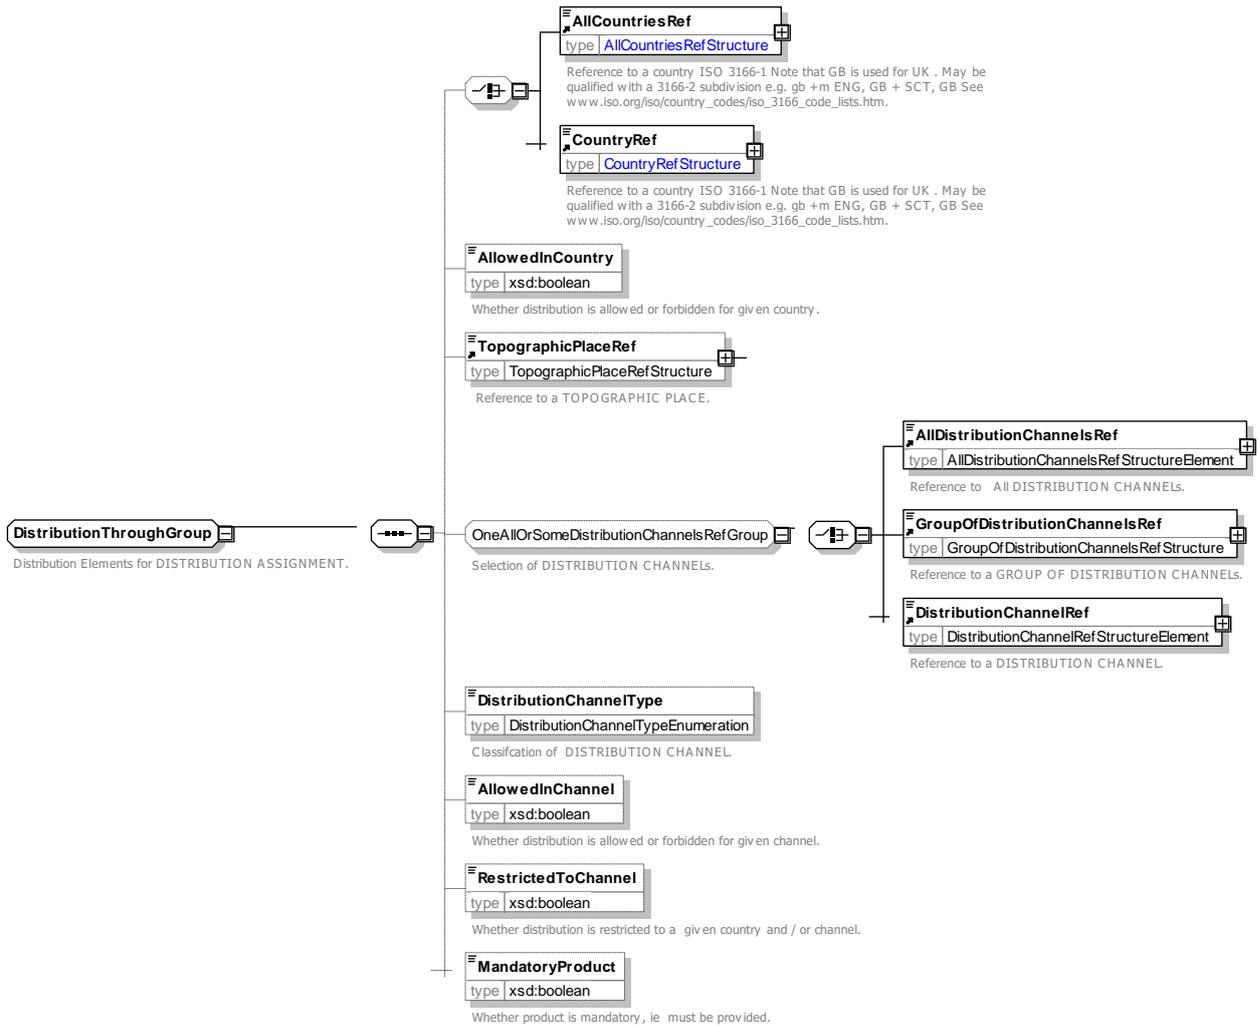 AllCountriesRef
type AllCountriesRefStructure
Reference to a country ISO 3166-1 Note that GB is used for UK . May be
qualified with a 3166-2 subdivision e.g. gb +m ENG, GB + SCT, GB See
www.iso.org/iso/country_codes/iso_3166_code_lists.htm.
CountryRef
type CountryRefStructure
Reference to a country ISO 3166-1 Note that GB is used for UK . May be
qualified with a 3166-2 subdivision e.g. gb +m ENG, GB + SCT, GB See
www.iso.org/iso/country_codes/iso_3166_code_lists.htm.
AllowedInCountry
type xsd:boolean
Whether distribution is allowed or forbidden for given country.
TopographicPlaceRef
type TopographicPlaceRefStructure
Reference to a TOPOGRAPHIC PLACE.
DistributionThroughGroup
Distribution Elements for DISTRIBUTION ASSIGNMENT.
OneAllOrSomeDistributionChannelsRefGroup
Selection of DISTRIBUTION CHANNELs.
AllDistributionChannelsRef
type AllDistributionChannelsRefStructureElement
Reference to All DISTRIBUTION CHANNELs.
GroupOfDistributionChannelsRef
type GroupOfDistributionChannelsRefStructure
Reference to a GROUP OF DISTRIBUTION CHANNELs.
DistributionChannelRef
type DistributionChannelRefStructureElement
Reference to a DISTRIBUTION CHANNEL.
DistributionChannelType
type DistributionChannelTypeEnumeration
Classifcation of DISTRIBUTION CHANNEL.
AllowedInChannel
type xsd:boolean
Whether distribution is allowed or forbidden for given channel.
RestrictedToChannel
type xsd:boolean
Whether distribution is restricted to a given country and / or channel.
MandatoryProduct
type xsd:boolean
Whether product is mandatory, ie must be provided.